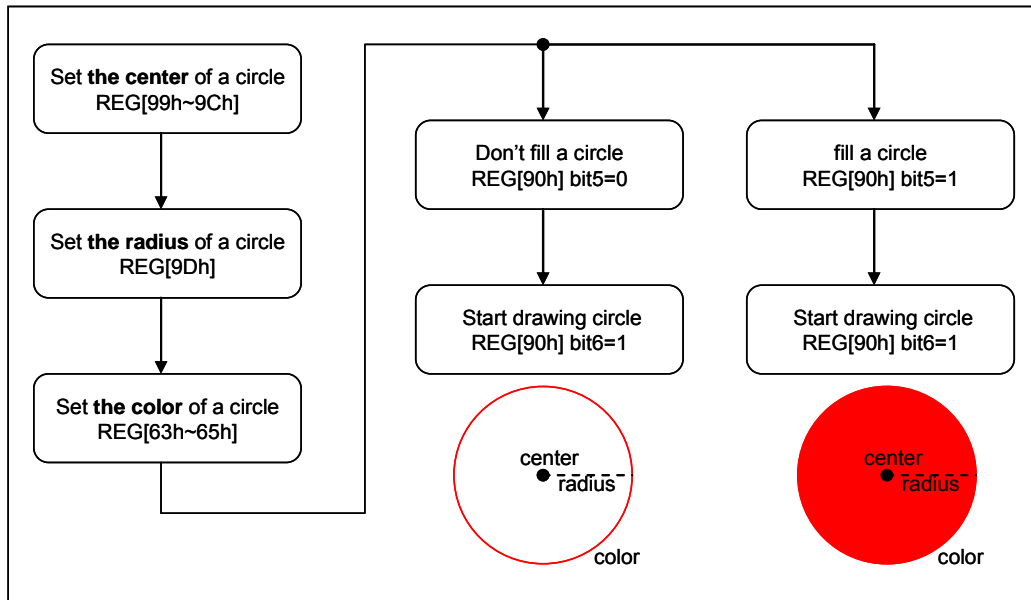 Set the center of a circle
REG[99h~9Ch]
Set the radius of a circle
REG[9Dh]
Set the color of a circle
REG[63h~65h]
Don't fill a circle
REG[90h] bit5=0
Start drawing circle
REG[90h] bit6=1
center
radius
color
fill a circle
REG[90h] bit5=1
Start drawing circle
REG[90h] bit6=1
center
radius
color